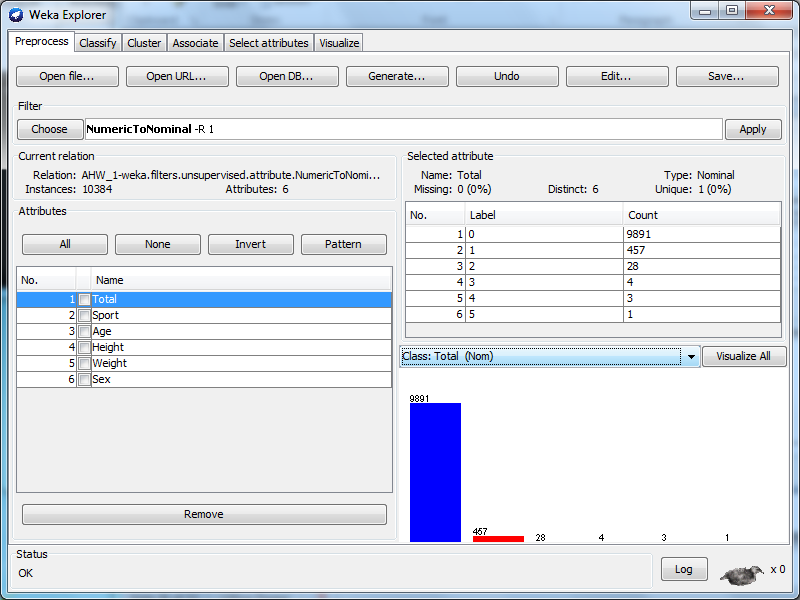 Weka Explorer
Preprocess Classify Cluster Associate Select attributes Visualize
Open file... Open URL... Open DB... Generate... Undo Edit... Save...
Filter
Choose NumericToNominal -R 1 Apply
Current relation
Relation: AHW_1-weka.filters.unsupervised.attribute.NumericToNomi...
Instances: 10384 Attributes: 6
Attributes
All None Invert Pattern
No. Name
1 Total
2 Sport
3 Age
4 Height
5 Weight
6 Sex
Remove
Selected attribute
Name: Total Type: Nominal
Missing: 0 (0%) Distinct: 6 Unique: 1 (0%)
No. Label Count
1 0 9891
2 1 457
3 2 28
4 3 4
5 4 3
6 5 1
Class: Total (Nom) Visualize All
9891
457 28 4 3 1
Status
OK
Log x 0